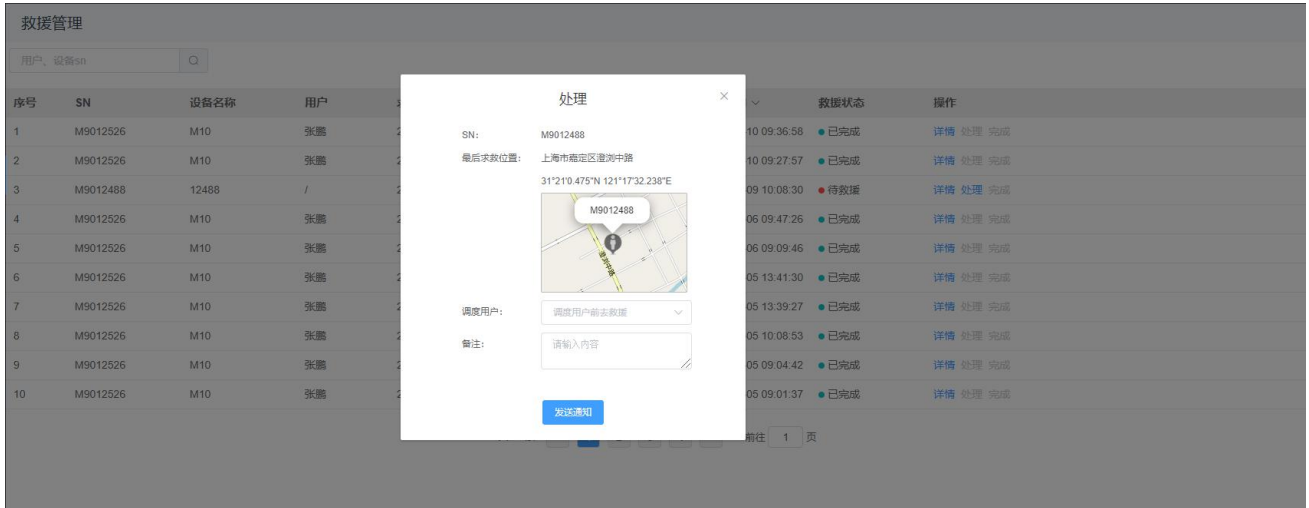 救援管理
用户、设备sn
序号 SN 设备名称 用户 救援状态 操作
1 M9012526 M10 张鹏 10 09:36:58 已完成 详情 处理 完成
2 M9012526 M10 张鹏 10 09:27:57 已完成 详情 处理 完成
3 M9012488 12488 / 09 10:08:30 待救援 详情 处理 完成
4 M9012526 M10 张鹏 06 09:47:26 已完成 详情 处理 完成
5 M9012526 M10 张鹏 06 09:09:46 已完成 详情 处理 完成
6 M9012526 M10 张鹏 05 13:41:30 已完成 详情 处理 完成
7 M9012526 M10 张鹏 05 13:39:27 已完成 详情 处理 完成
8 M9012526 M10 张鹏 05 10:08:53 已完成 详情 处理 完成
9 M9012526 M10 张鹏 05 09:04:42 已完成 详情 处理 完成
10 M9012526 M10 张鹏 05 09:01:37 已完成 详情 处理 完成
前往 1 页
处理
SN: M9012488
最后求救位置: 上海市嘉定区澄浏中路
31°21'0.475"N 121°17'32.238"E
M9012488
澄浏中路
调度用户: 调度用户前去救援
备注: 请输入内容
发送通知